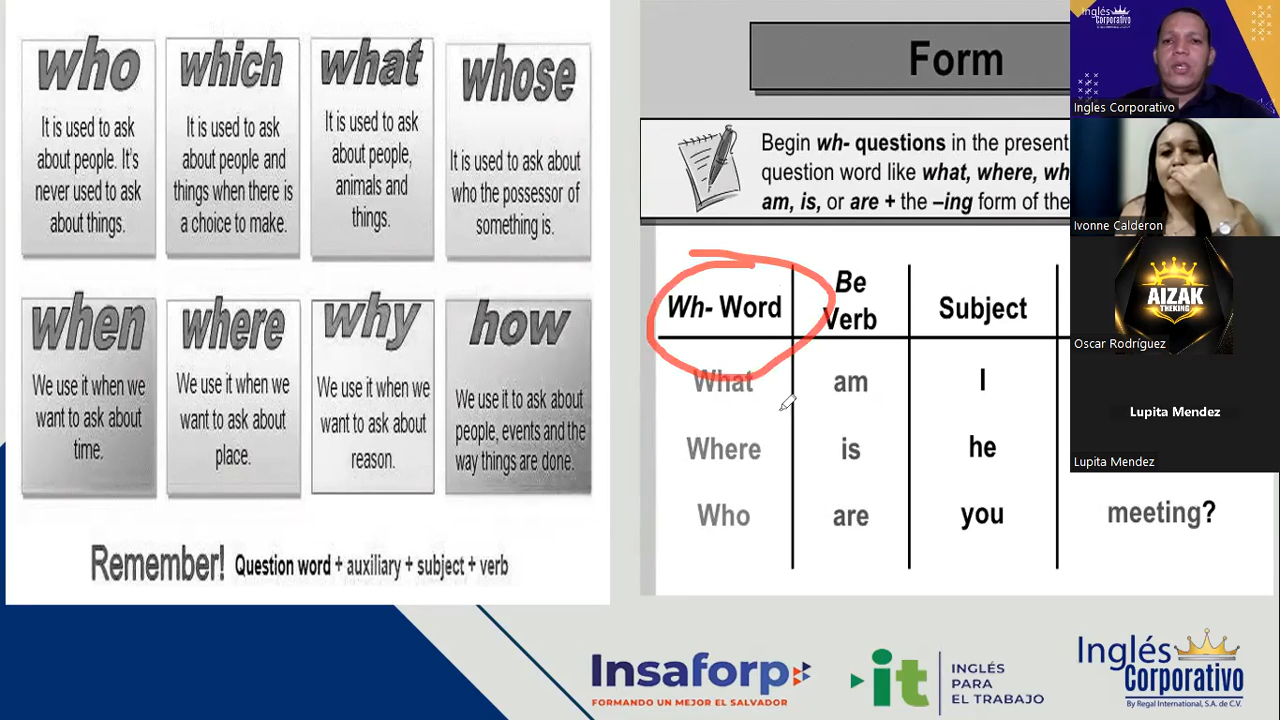 who
It is used to ask
about people. It's
never used to ask
about things.
which
It is used to ask
about people and
things when there is
a choice to make.
what
It is used to ask
about people,
animals and
things.
whose
It is used to ask about
who the possessor of
something is.
when
We use it when we
want to ask about
time.
where
We use it when we
want to ask about
place.
why
We use it when we
want to ask about
reason.
how
We use it to ask about
people, events and the
way things are done.
Remember! Question word + auxiliary + subject + verb
Form
Begin wh- questions in the present
question word like what, where, wh
am, is, or are + the –ing form of the
Wh- Word
Be
Verb
Subject
What am I
Where is he
Who are you meeting?
Inglés
Corporativo
Ingles Corporativo
Ivonne Calderon
AIZAK
THEKING
Oscar Rodríguez
Lupita Mendez
Lupita Mendez
Insaforp
FORMANDO UN MEJOR EL SALVADOR
it
INGLÉS
PARA
EL TRABAJO
Inglés
Corporativo
By Regal International, S.A. de C.V.